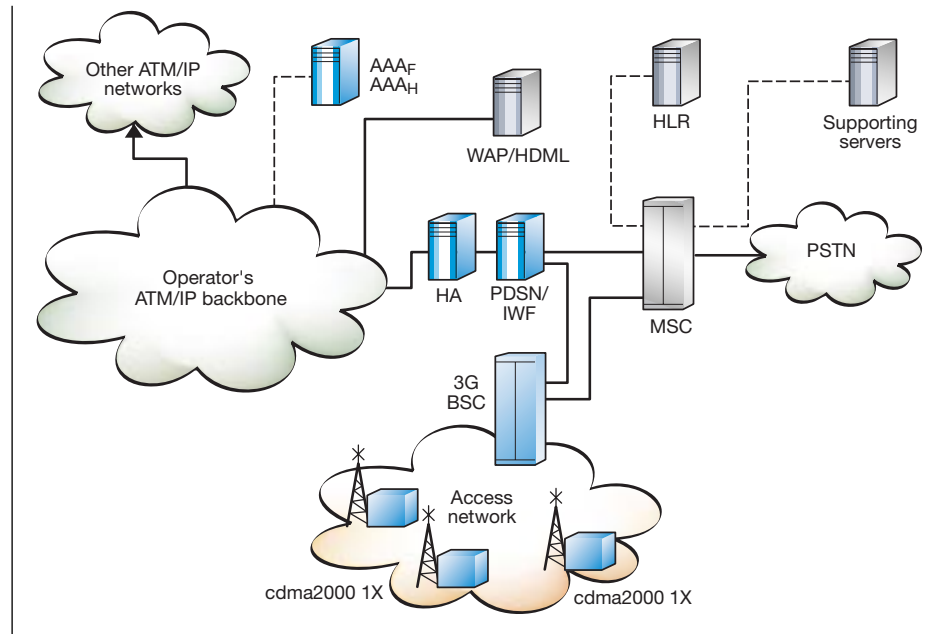 Other ATM/IP
networks
AAAF
AAAH
WAP/HDML
HLR
Supporting
servers
Operator's
ATM/IP backbone
HA
PDSN/
IWF
MSC
PSTN
3G
BSC
Access
network
cdma2000 1X
cdma2000 1X